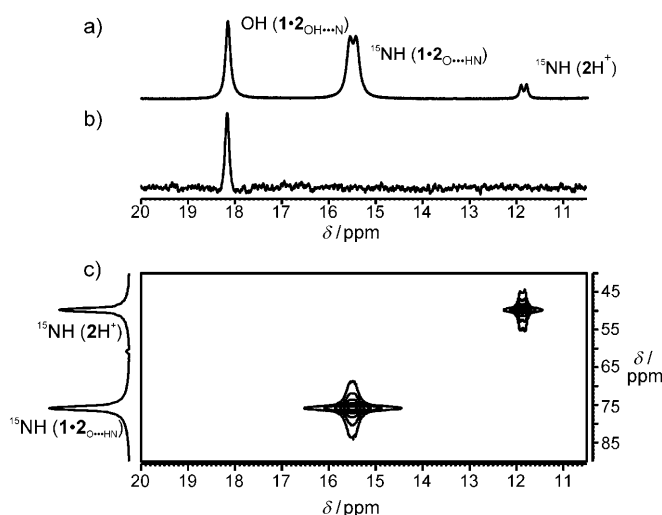 a)
OH (1•2OH•••N)
¹⁵NH (1•2O•••HN)
¹⁵NH (2H⁺)
b)
20 19 18 17 16 15 14 13 12 11
δ / ppm
c)
¹⁵NH (2H⁺)
¹⁵NH (1•2O•••HN)
45
55
65
75
85
δ /
ppm
20 19 18 17 16 15 14 13 12 11
δ / ppm